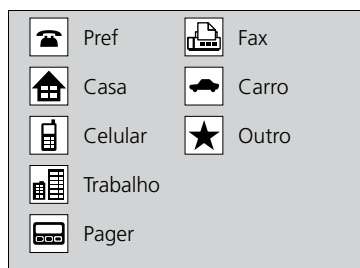 Pref
Casa
Celular
Trabalho
Pager
Fax
Carro
Outro